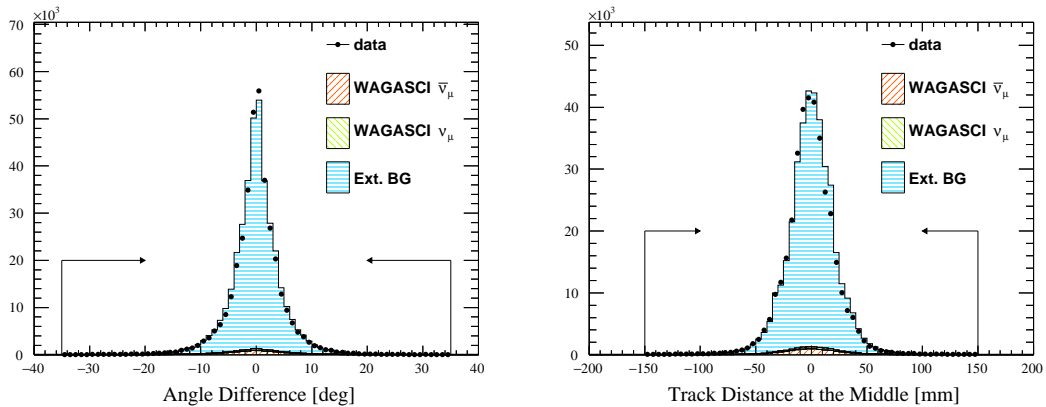 ×10³
70
60
50
40
30
20
10
0
−40 −30 −20 −10 0 10 20 30 40
Angle Difference [deg]
data
WAGASCI ν̅μ
WAGASCI νμ
Ext. BG
×10³
50
40
30
20
10
0
−200 −150 −100 −50 0 50 100 150 200
Track Distance at the Middle [mm]
data
WAGASCI ν̅μ
WAGASCI νμ
Ext. BG